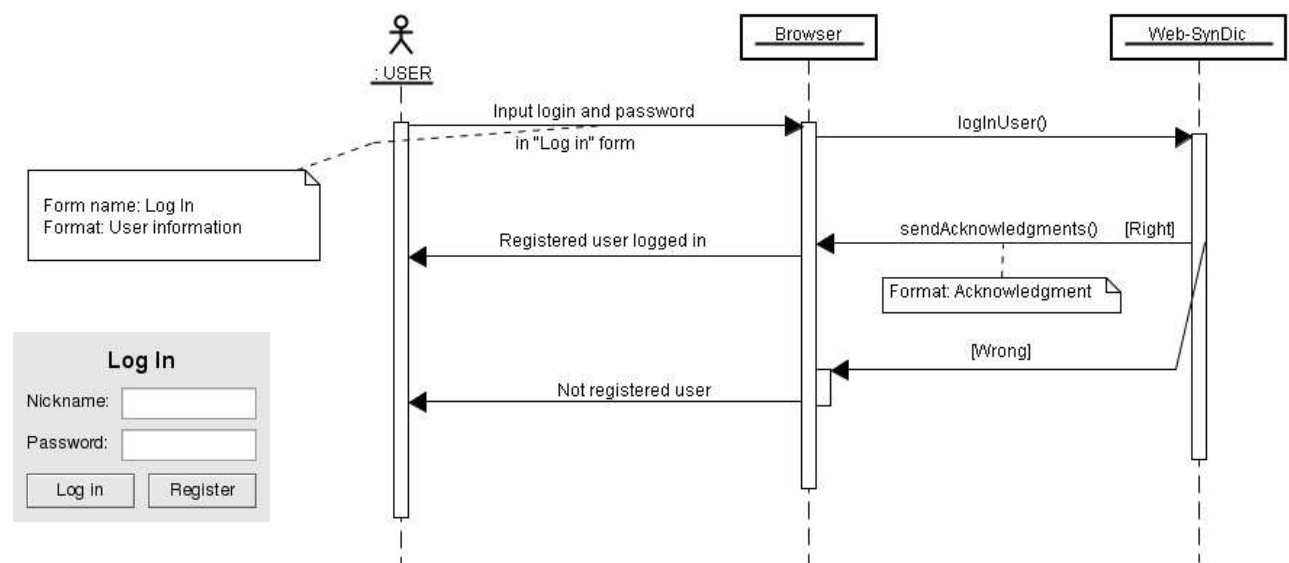 : USER
Browser
Web-SynDic
Input login and password
in "Log in" form
logInUser()
Form name: Log In
Format: User information
Registered user logged in
sendAcknowledgments() [Right]
Format: Acknowledgment
[Wrong]
Not registered user
Log In
Nickname:
Password:
Log in
Register